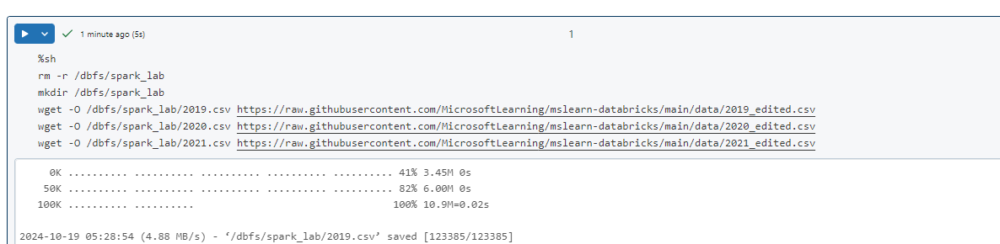 1 minute ago (5s)
1
%sh
rm -r /dbfs/spark_lab
mkdir /dbfs/spark_lab
wget -O /dbfs/spark_lab/2019.csv https://raw.githubusercontent.com/MicrosoftLearning/mslearn-databricks/main/data/2019_edited.csv
wget -O /dbfs/spark_lab/2020.csv https://raw.githubusercontent.com/MicrosoftLearning/mslearn-databricks/main/data/2020_edited.csv
wget -O /dbfs/spark_lab/2021.csv https://raw.githubusercontent.com/MicrosoftLearning/mslearn-databricks/main/data/2021_edited.csv
0K .......... .......... .......... .......... .......... 41% 3.45M 0s
50K .......... .......... .......... .......... .......... 82% 6.00M 0s
100K .......... .......... 100% 10.9M=0.02s
2024-10-19 05:28:54 (4.88 MB/s) - ‘/dbfs/spark_lab/2019.csv’ saved [123385/123385]